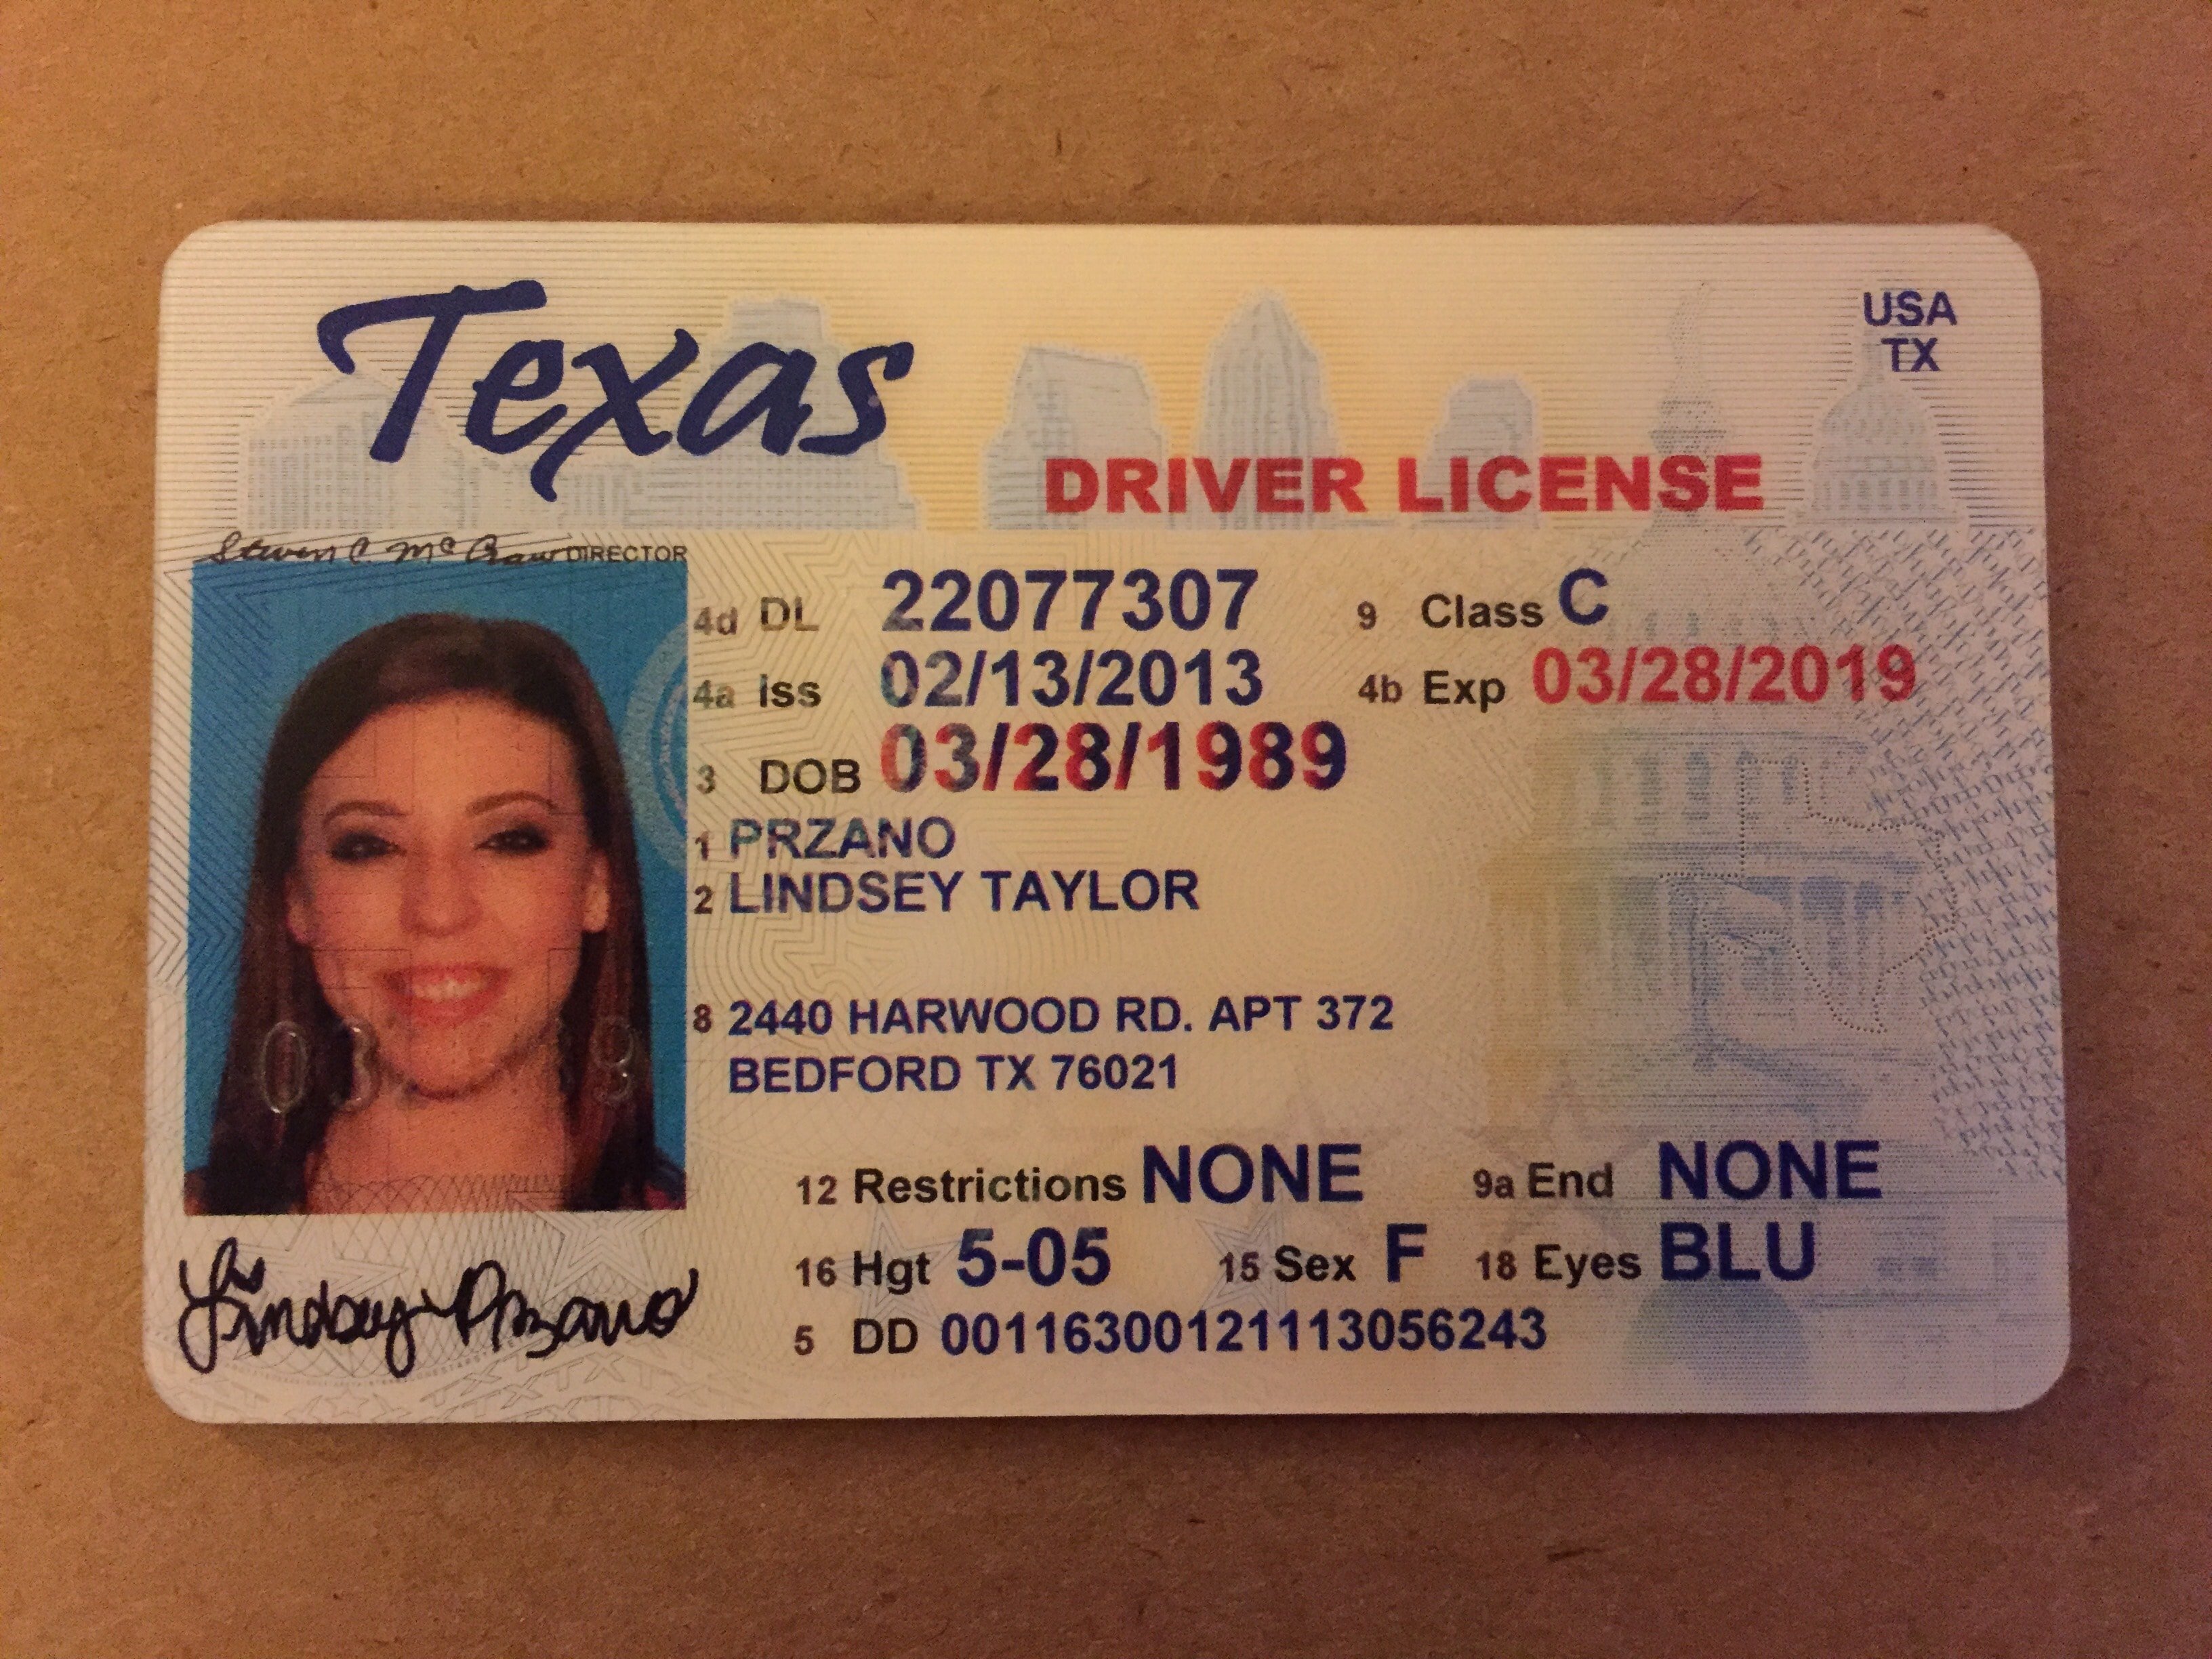 Texas
USA
TX
DRIVER LICENSE
Steven C. McCraw DIRECTOR
4d DL 22077307 9 Class C
4a Iss 02/13/2013 4b Exp 03/28/2019
3 DOB 03/28/1989
1 PRZANO
2 LINDSEY TAYLOR
8 2440 HARWOOD RD. APT 372
BEDFORD TX 76021
12 Restrictions NONE 9a End NONE
16 Hgt 5-05 15 Sex F 18 Eyes BLU
5 DD 00116300121113056243
Lindsey Przano